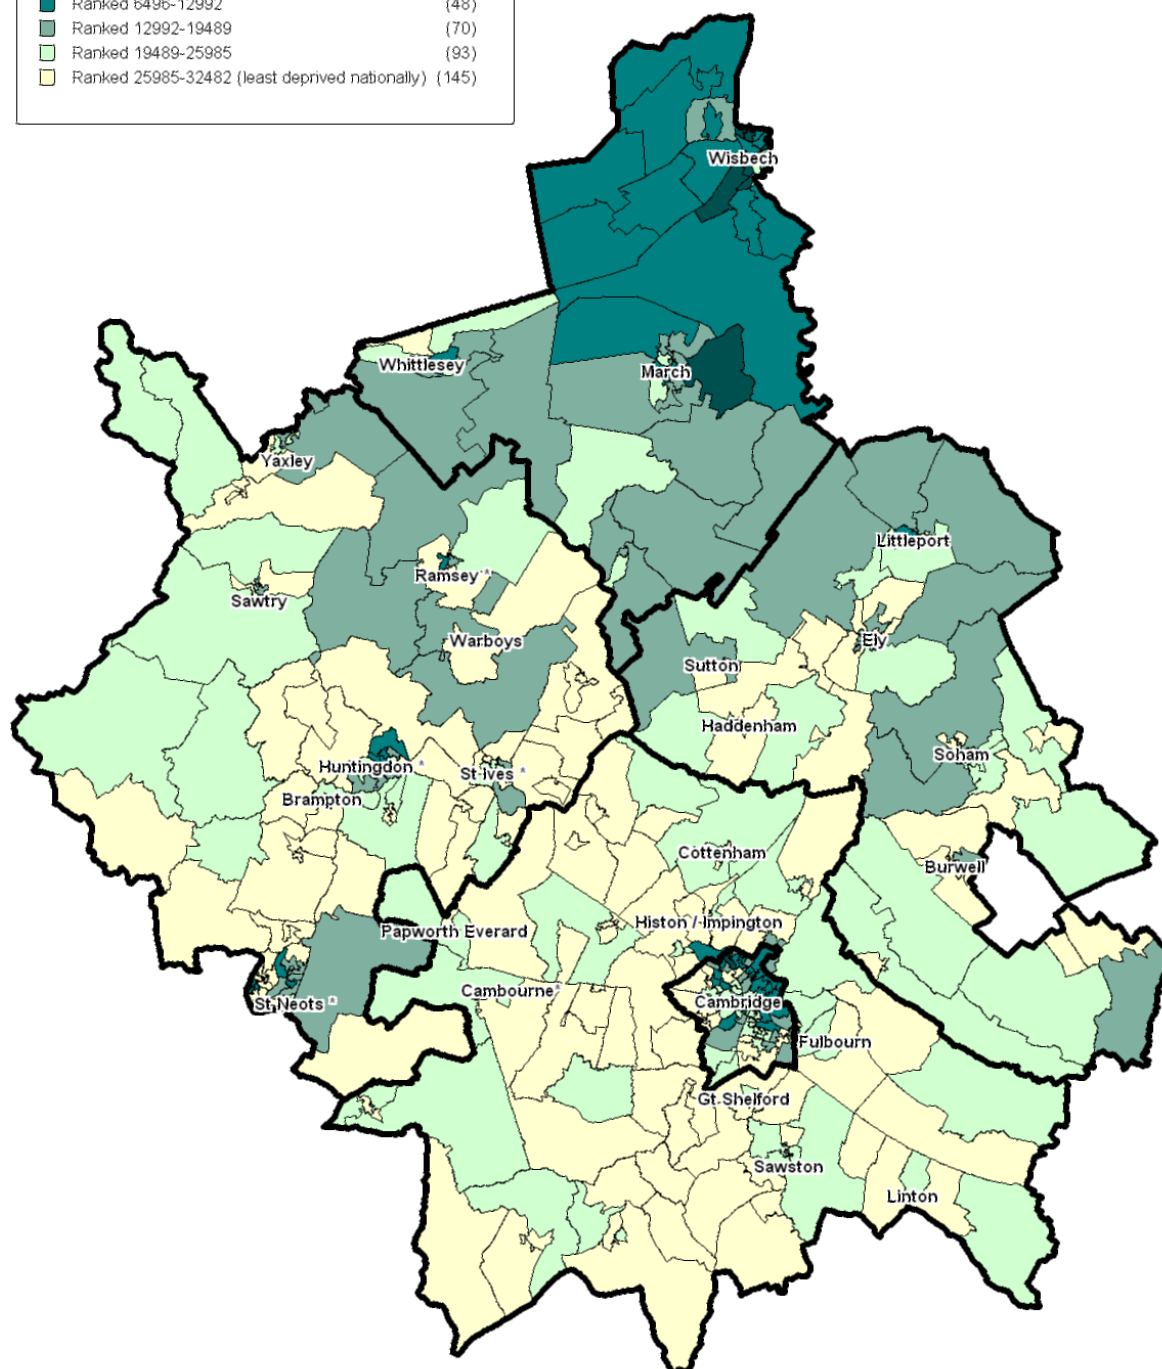 Ranked 6496-12992 (48)
Ranked 12992-19489 (70)
Ranked 19489-25985 (93)
Ranked 25985-32482 (least deprived nationally) (145)
Wisbech
Whittlesey
March
Yaxley
Littleport
Ramsey *
Sawtry
Warboys
Ely
Sutton
Haddenham
Soham
Huntingdon *
St Ives *
Brampton
Cottenham
Burwell
Histon / Impington
Papworth Everard
Cambourne*
Cambridge
St Neots *
Fulbourn
Gt Shelford
Sawston
Linton